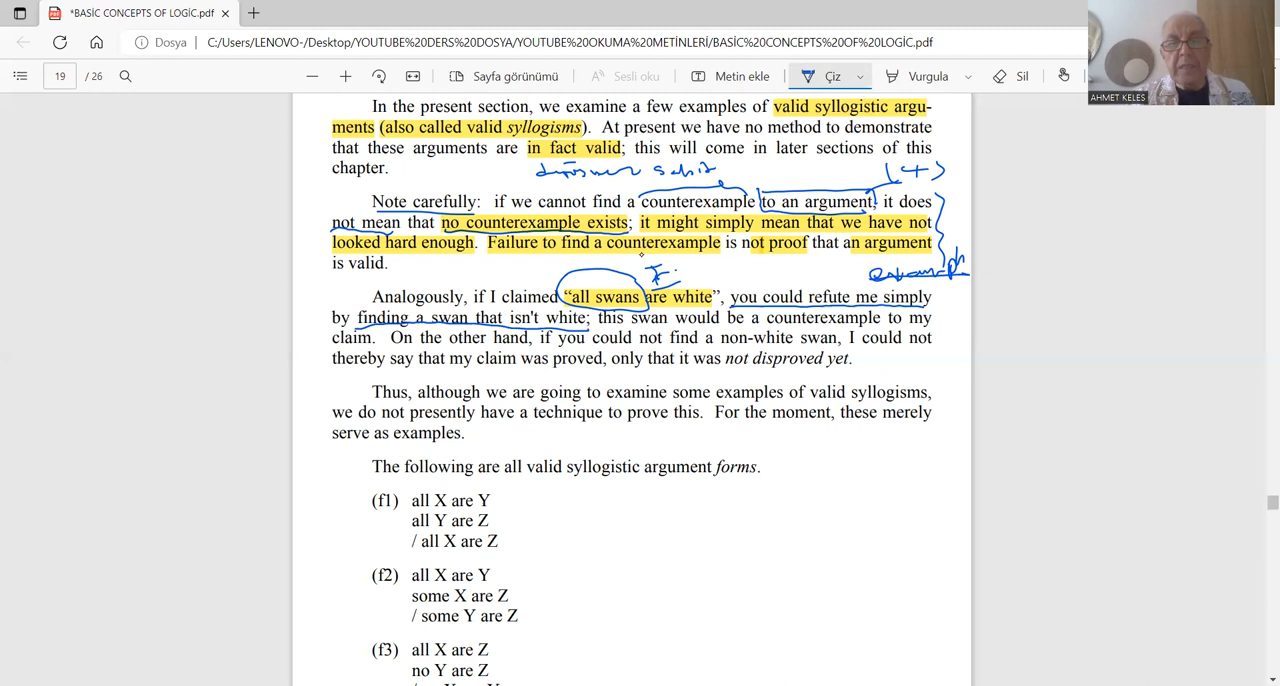 *BASİC CONCEPTS OF LOGİC.pdf
Dosya C:/Users/LENOVO-/Desktop/YOUTUBE%20DERS%20DOSYA/YOUTUBE%20OKUMA%20METİNLERİ/BASİC%20CONCEPTS%20OF%20LOGİC.pdf
19 / 26 Sayfa görünümü Sesli oku Metin ekle Çiz Vurgula Sil
AHMET KELES
In the present section, we examine a few examples of valid syllogistic argu-
ments (also called valid syllogisms). At present we have no method to demonstrate
that these arguments are in fact valid; this will come in later sections of this
chapter.
(+)
Note carefully: if we cannot find a counterexample to an argument, it does
not mean that no counterexample exists; it might simply mean that we have not
looked hard enough. Failure to find a counterexample is not proof that an argument
is valid.
F
Analogously, if I claimed “all swans are white”, you could refute me simply
by finding a swan that isn't white; this swan would be a counterexample to my
claim. On the other hand, if you could not find a non-white swan, I could not
thereby say that my claim was proved, only that it was not disproved yet.
Thus, although we are going to examine some examples of valid syllogisms,
we do not presently have a technique to prove this. For the moment, these merely
serve as examples.
The following are all valid syllogistic argument forms.
(f1) all X are Y
all Y are Z
/ all X are Z
(f2) all X are Y
some X are Z
/ some Y are Z
(f3) all X are Z
no Y are Z